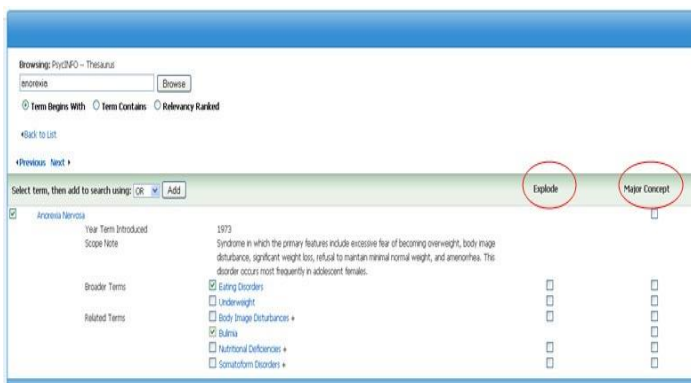 Browsing: PsycINFO -- Thesaurus
anorexia Browse
Term Begins With Term Contains Relevancy Ranked
Back to List
Previous Next
Select term, then add to search using: OR Add Explode Major Concept
Anorexia Nervosa
Year Term Introduced 1973
Scope Note Syndrome in which the primary features include excessive fear of becoming overweight, body image
disturbance, significant weight loss, refusal to maintain minimal normal weight, and amenorrhea. This
disorder occurs most frequently in adolescent females.
Broader Terms Eating Disorders
Underweight
Related Terms Body Image Disturbances +
Bulimia
Nutritional Deficiencies +
Somatoform Disorders +